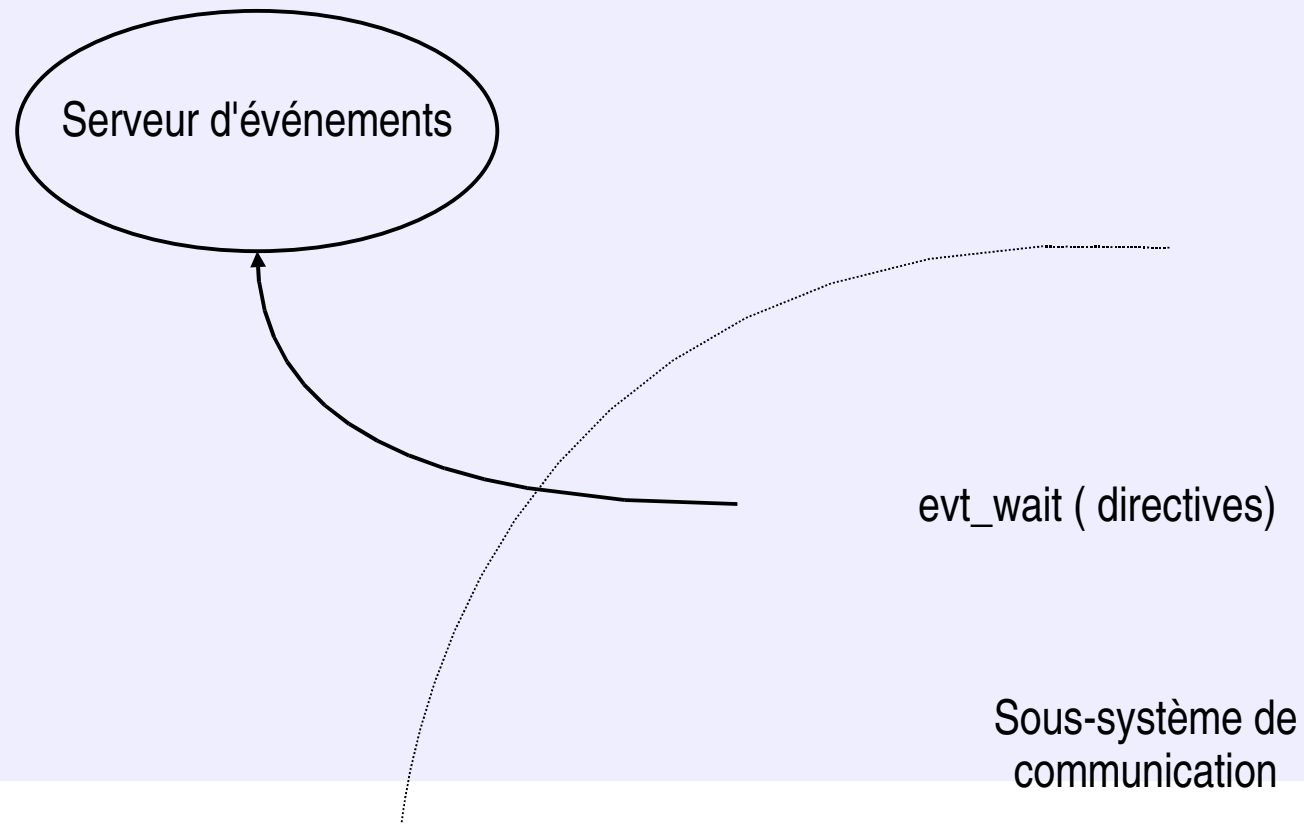 Serveur d'événements
evt_wait ( directives)
Sous-système de
communication